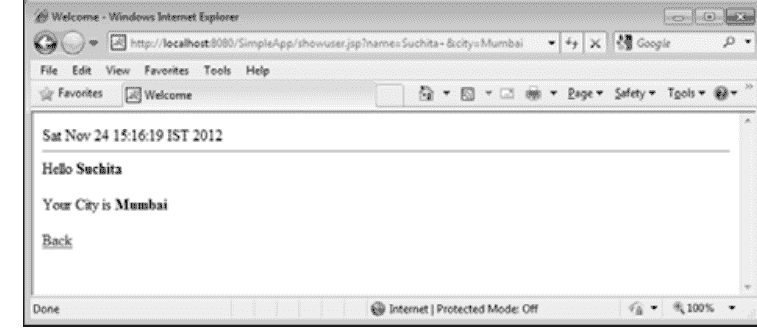 Welcome - Windows Internet Explorer
http://localhost:8080/SimpleApp/showuser.jsp?name=Suchita+&city=Mumbai
Google
File Edit View Favorites Tools Help
Favorites Welcome Page Safety Tools
Sat Nov 24 15:16:19 IST 2012
Hello Suchita
Your City is Mumbai
Back
Done Internet | Protected Mode: Off 100%